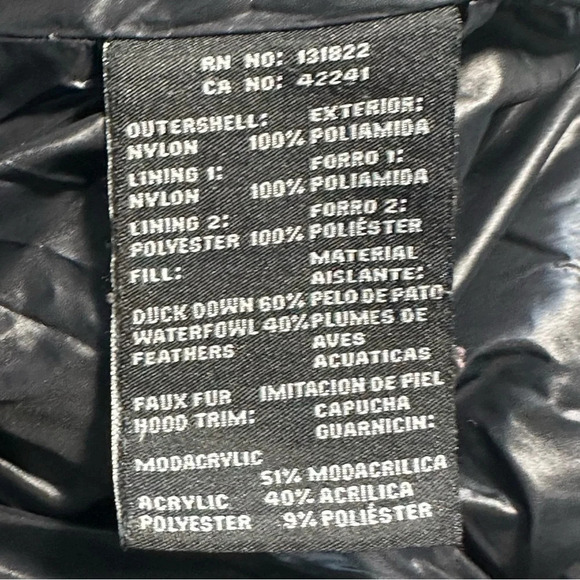 RN NO: 131822
CA NO: 42241
OUTERSHELL: EXTERIOR:
NYLON 100% POLIAMIDA
LINING 1: FORRO 1:
NYLON 100% POLIAMIDA
LINING 2: FORRO 2:
POLYESTER 100% POLIÉSTER
FILL: MATERIAL
AISLANTE:
DUCK DOWN 60% PELO DE PATO
WATERFOWL 40% PLUMES DE
FEATHERS AVES
ACUATICAS
FAUX FUR IMITACION DE PIEL
HOOD TRIM: CAPUCHA
GUARNICIN:
MODACRYLIC
51% MODACRILICA
ACRYLIC 40% ACRILICA
POLYESTER 9% POLIÉSTER